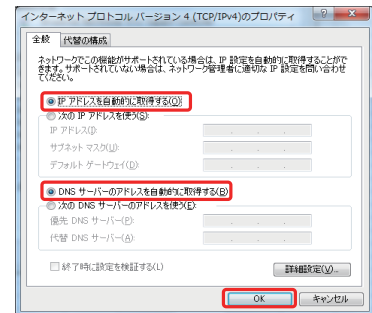 インターネット プロトコル バージョン 4 (TCP/IPv4)のプロパティ
全般 代替の構成
ネットワークでこの機能がサポートされている場合は、IP 設定を自動的に取得することがで
きます。サポートされていない場合は、ネットワーク管理者に適切な IP 設定を問い合わせ
てください。
IP アドレスを自動的に取得する(O)
次の IP アドレスを使う(S):
IP アドレス(I):
サブネット マスク(U):
デフォルト ゲートウェイ(D):
DNS サーバーのアドレスを自動的に取得する(B)
次の DNS サーバーのアドレスを使う(E):
優先 DNS サーバー(P):
代替 DNS サーバー(A):
終了時に設定を検証する(L)
詳細設定(V)...
OK キャンセル